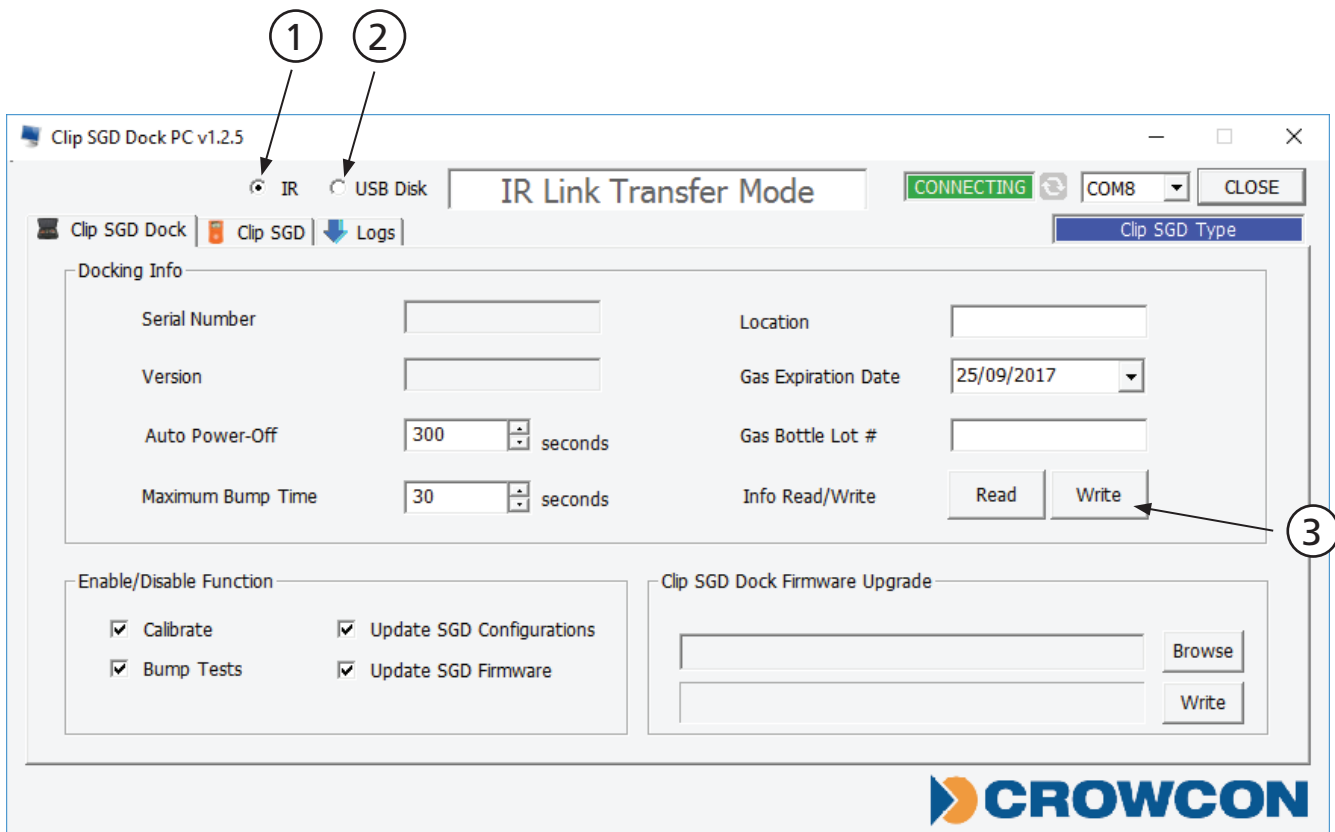 1 2
Clip SGD Dock PC v1.2.5
IR USB Disk IR Link Transfer Mode CONNECTING COM8 CLOSE
Clip SGD Dock Clip SGD Logs Clip SGD Type
Docking Info
Serial Number Location
Version Gas Expiration Date 25/09/2017
Auto Power-Off 300 seconds Gas Bottle Lot #
Maximum Bump Time 30 seconds Info Read/Write Read Write
3
Enable/Disable Function Clip SGD Dock Firmware Upgrade
Calibrate Update SGD Configurations
Browse
Bump Tests Update SGD Firmware
Write
CROWCON